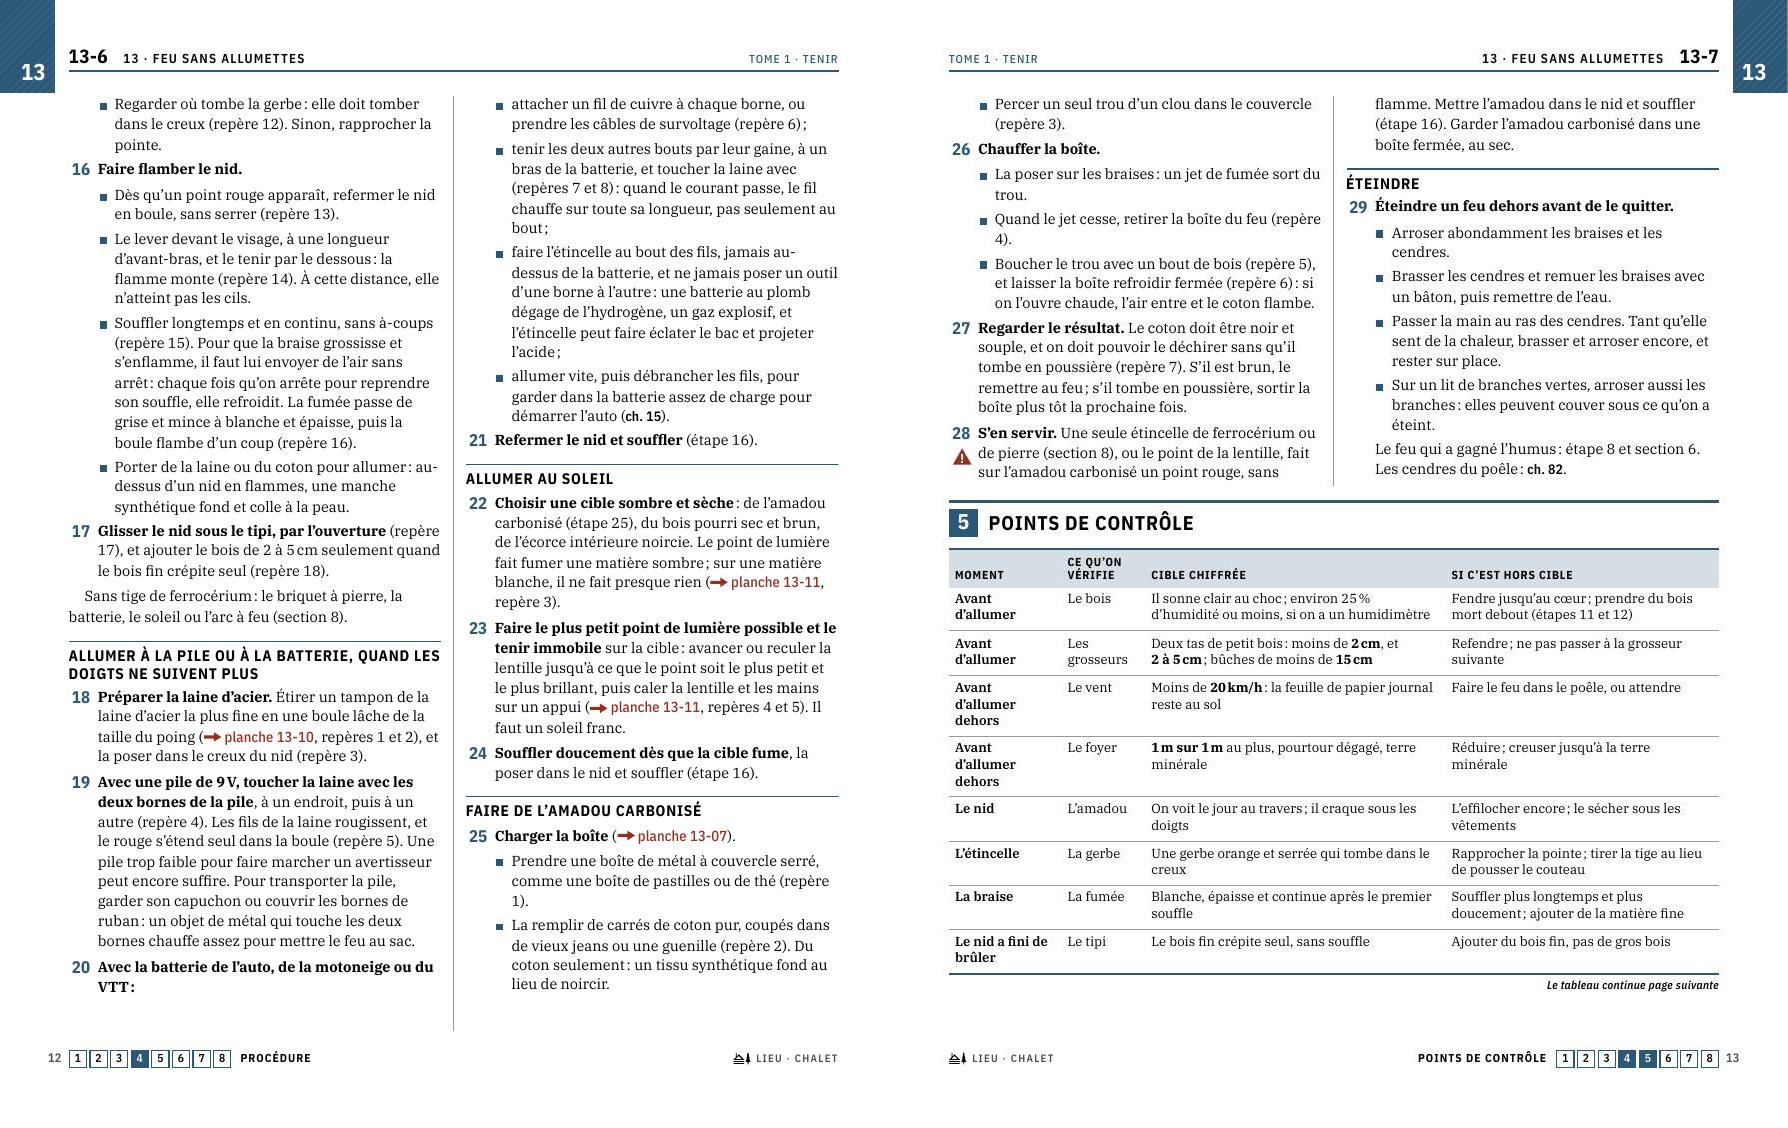 13
13-6 13 · FEU SANS ALLUMETTES
TOME 1 · TENIR
Regarder où tombe la gerbe : elle doit tomber
dans le creux (repère 12). Sinon, rapprocher la
pointe.
16 Faire flamber le nid.
Dès qu’un point rouge apparaît, refermer le nid
en boule, sans serrer (repère 13).
Le lever devant le visage, à une longueur
d’avant-bras, et le tenir par le dessous : la
flamme monte (repère 14). À cette distance, elle
n’atteint pas les cils.
Souffler longtemps et en continu, sans à-coups
(repère 15). Pour que la braise grossisse et
s’enflamme, il faut lui envoyer de l’air sans
arrêt : chaque fois qu’on arrête pour reprendre
son souffle, elle refroidit. La fumée passe de
grise et mince à blanche et épaisse, puis la
boule flambe d’un coup (repère 16).
Porter de la laine ou du coton pour allumer : au-
dessus d’un nid en flammes, une manche
synthétique fond et colle à la peau.
17 Glisser le nid sous le tipi, par l’ouverture (repère
17), et ajouter le bois de 2 à 5 cm seulement quand
le bois fin crépite seul (repère 18).
Sans tige de ferrocérium : le briquet à pierre, la
batterie, le soleil ou l’arc à feu (section 8).
ALLUMER À LA PILE OU À LA BATTERIE, QUAND LES
DOIGTS NE SUIVENT PLUS
18 Préparer la laine d’acier. Étirer un tampon de la
laine d’acier la plus fine en une boule lâche de la
taille du poing (➞ planche 13-10, repères 1 et 2), et
la poser dans le creux du nid (repère 3).
19 Avec une pile de 9 V, toucher la laine avec les
deux bornes de la pile, à un endroit, puis à un
autre (repère 4). Les fils de la laine rougissent, et
le rouge s’étend seul dans la boule (repère 5). Une
pile trop faible pour faire marcher un avertisseur
peut encore suffire. Pour transporter la pile,
garder son capuchon ou couvrir les bornes de
ruban : un objet de métal qui touche les deux
bornes chauffe assez pour mettre le feu au sac.
20 Avec la batterie de l’auto, de la motoneige ou du
VTT :
attacher un fil de cuivre à chaque borne, ou
prendre les câbles de survoltage (repère 6) ;
tenir les deux autres bouts par leur gaine, à un
bras de la batterie, et toucher la laine avec
(repères 7 et 8) : quand le courant passe, le fil
chauffe sur toute sa longueur, pas seulement au
bout ;
faire l’étincelle au bout des fils, jamais au-
dessus de la batterie, et ne jamais poser un outil
d’une borne à l’autre : une batterie au plomb
dégage de l’hydrogène, un gaz explosif, et
l’étincelle peut faire éclater le bac et projeter
l’acide ;
allumer vite, puis débrancher les fils, pour
garder dans la batterie assez de charge pour
démarrer l’auto (ch. 15).
21 Refermer le nid et souffler (étape 16).
ALLUMER AU SOLEIL
22 Choisir une cible sombre et sèche : de l’amadou
carbonisé (étape 25), du bois pourri sec et brun,
de l’écorce intérieure noircie. Le point de lumière
fait fumer une matière sombre ; sur une matière
blanche, il ne fait presque rien (➞ planche 13-11,
repère 3).
23 Faire le plus petit point de lumière possible et le
tenir immobile sur la cible : avancer ou reculer la
lentille jusqu’à ce que le point soit le plus petit et
le plus brillant, puis caler la lentille et les mains
sur un appui (➞ planche 13-11, repères 4 et 5). Il
faut un soleil franc.
24 Souffler doucement dès que la cible fume, la
poser dans le nid et souffler (étape 16).
FAIRE DE L’AMADOU CARBONISÉ
25 Charger la boîte (➞ planche 13-07).
Prendre une boîte de métal à couvercle serré,
comme une boîte de pastilles ou de thé (repère
1).
La remplir de carrés de coton pur, coupés dans
de vieux jeans ou une guenille (repère 2). Du
coton seulement : un tissu synthétique fond au
lieu de noircir.
12 1 2 3 4 5 6 7 8 PROCÉDURE
LIEU · CHALET
TOME 1 · TENIR
13 · FEU SANS ALLUMETTES 13-7
13
Percer un seul trou d’un clou dans le couvercle
(repère 3).
26 Chauffer la boîte.
La poser sur les braises : un jet de fumée sort du
trou.
Quand le jet cesse, retirer la boîte du feu (repère
4).
Boucher le trou avec un bout de bois (repère 5),
et laisser la boîte refroidir fermée (repère 6) : si
on l’ouvre chaude, l’air entre et le coton flambe.
27 Regarder le résultat. Le coton doit être noir et
souple, et on doit pouvoir le déchirer sans qu’il
tombe en poussière (repère 7). S’il est brun, le
remettre au feu ; s’il tombe en poussière, sortir la
boîte plus tôt la prochaine fois.
28 S’en servir. Une seule étincelle de ferrocérium ou
de pierre (section 8), ou le point de la lentille, fait
sur l’amadou carbonisé un point rouge, sans
flamme. Mettre l’amadou dans le nid et souffler
(étape 16). Garder l’amadou carbonisé dans une
boîte fermée, au sec.
ÉTEINDRE
29 Éteindre un feu dehors avant de le quitter.
Arroser abondamment les braises et les
cendres.
Brasser les cendres et remuer les braises avec
un bâton, puis remettre de l’eau.
Passer la main au ras des cendres. Tant qu’elle
sent de la chaleur, brasser et arroser encore, et
rester sur place.
Sur un lit de branches vertes, arroser aussi les
branches : elles peuvent couver sous ce qu’on a
éteint.
Le feu qui a gagné l’humus : étape 8 et section 6.
Les cendres du poêle : ch. 82.
5 POINTS DE CONTRÔLE
MOMENT CE QU’ON VÉRIFIE CIBLE CHIFFRÉE SI C’EST HORS CIBLE
Avant d’allumer Le bois Il sonne clair au choc ; environ 25 % d’humidité ou moins, si on a un humidimètre Fendre jusqu’au cœur ; prendre du bois mort debout (étapes 11 et 12)
Avant d’allumer Les grosseurs Deux tas de petit bois : moins de 2 cm, et 2 à 5 cm ; bûches de moins de 15 cm Refendre ; ne pas passer à la grosseur suivante
Avant d’allumer dehors Le vent Moins de 20 km/h : la feuille de papier journal reste au sol Faire le feu dans le poêle, ou attendre
Avant d’allumer dehors Le foyer 1 m sur 1 m au plus, pourtour dégagé, terre minérale Réduire ; creuser jusqu’à la terre minérale
Le nid L’amadou On voit le jour au travers ; il craque sous les doigts L’effilocher encore ; le sécher sous les vêtements
L’étincelle La gerbe Une gerbe orange et serrée qui tombe dans le creux Rapprocher la pointe ; tirer la tige au lieu de pousser le couteau
La braise La fumée Blanche, épaisse et continue après le premier souffle Souffler plus longtemps et plus doucement ; ajouter de la matière fine
Le nid a fini de brûler Le tipi Le bois fin crépite seul, sans souffle Ajouter du bois fin, pas de gros bois
Le tableau continue page suivante
LIEU · CHALET
POINTS DE CONTRÔLE 1 2 3 4 5 6 7 8 13